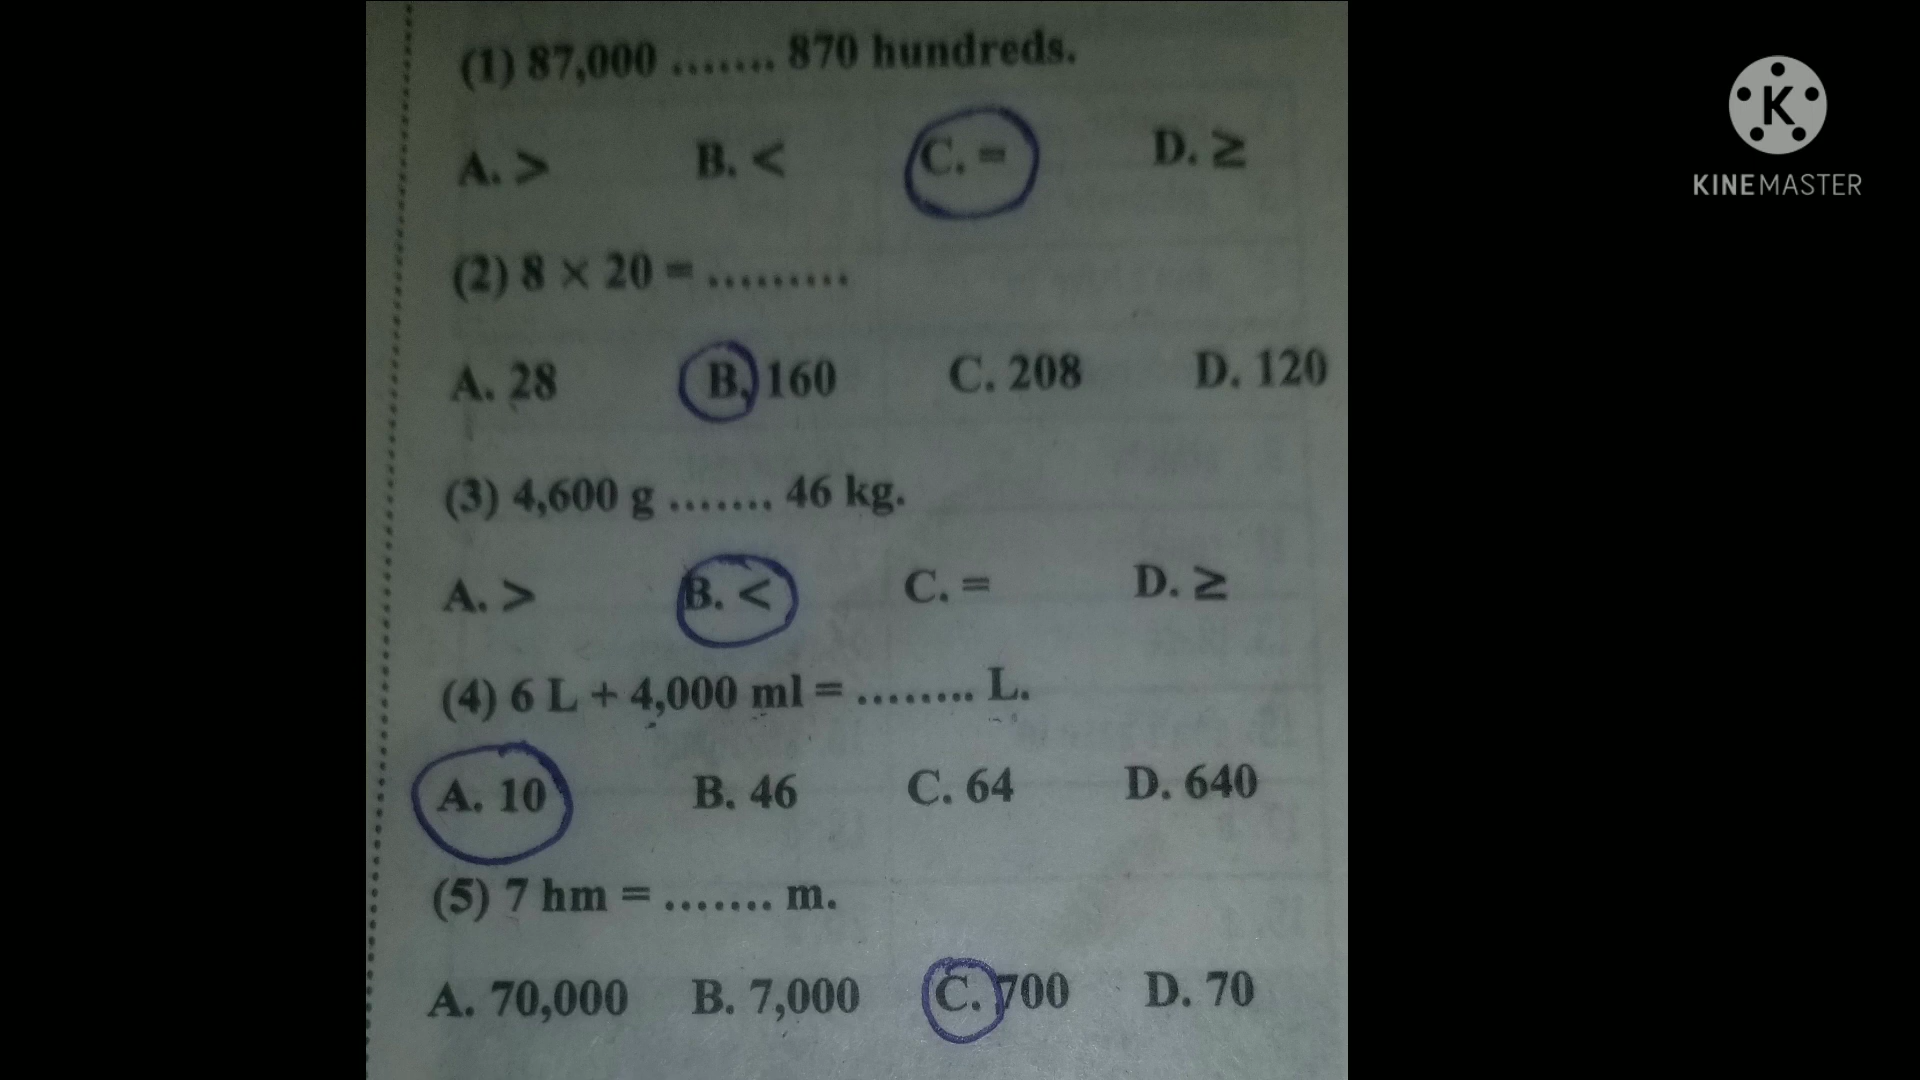 (1) 87,000 ....... 870 hundreds.
A. > B. < C. = D. ≥
(2) 8 × 20 = .........
A. 28 B. 160 C. 208 D. 120
(3) 4,600 g ....... 46 kg.
A. > B. < C. = D. ≥
(4) 6 L + 4,000 ml = ........ L.
A. 10 B. 46 C. 64 D. 640
(5) 7 hm = ....... m.
A. 70,000 B. 7,000 C. 700 D. 70
K
KINEMASTER